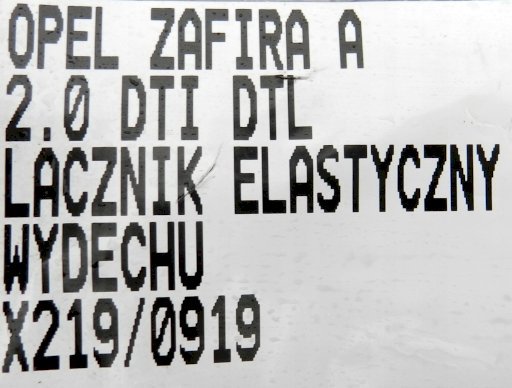 OPEL ZAFIRA A
2.0 DTI DTL
LACZNIK ELASTYCZNY
WYDECHU
X219/0919